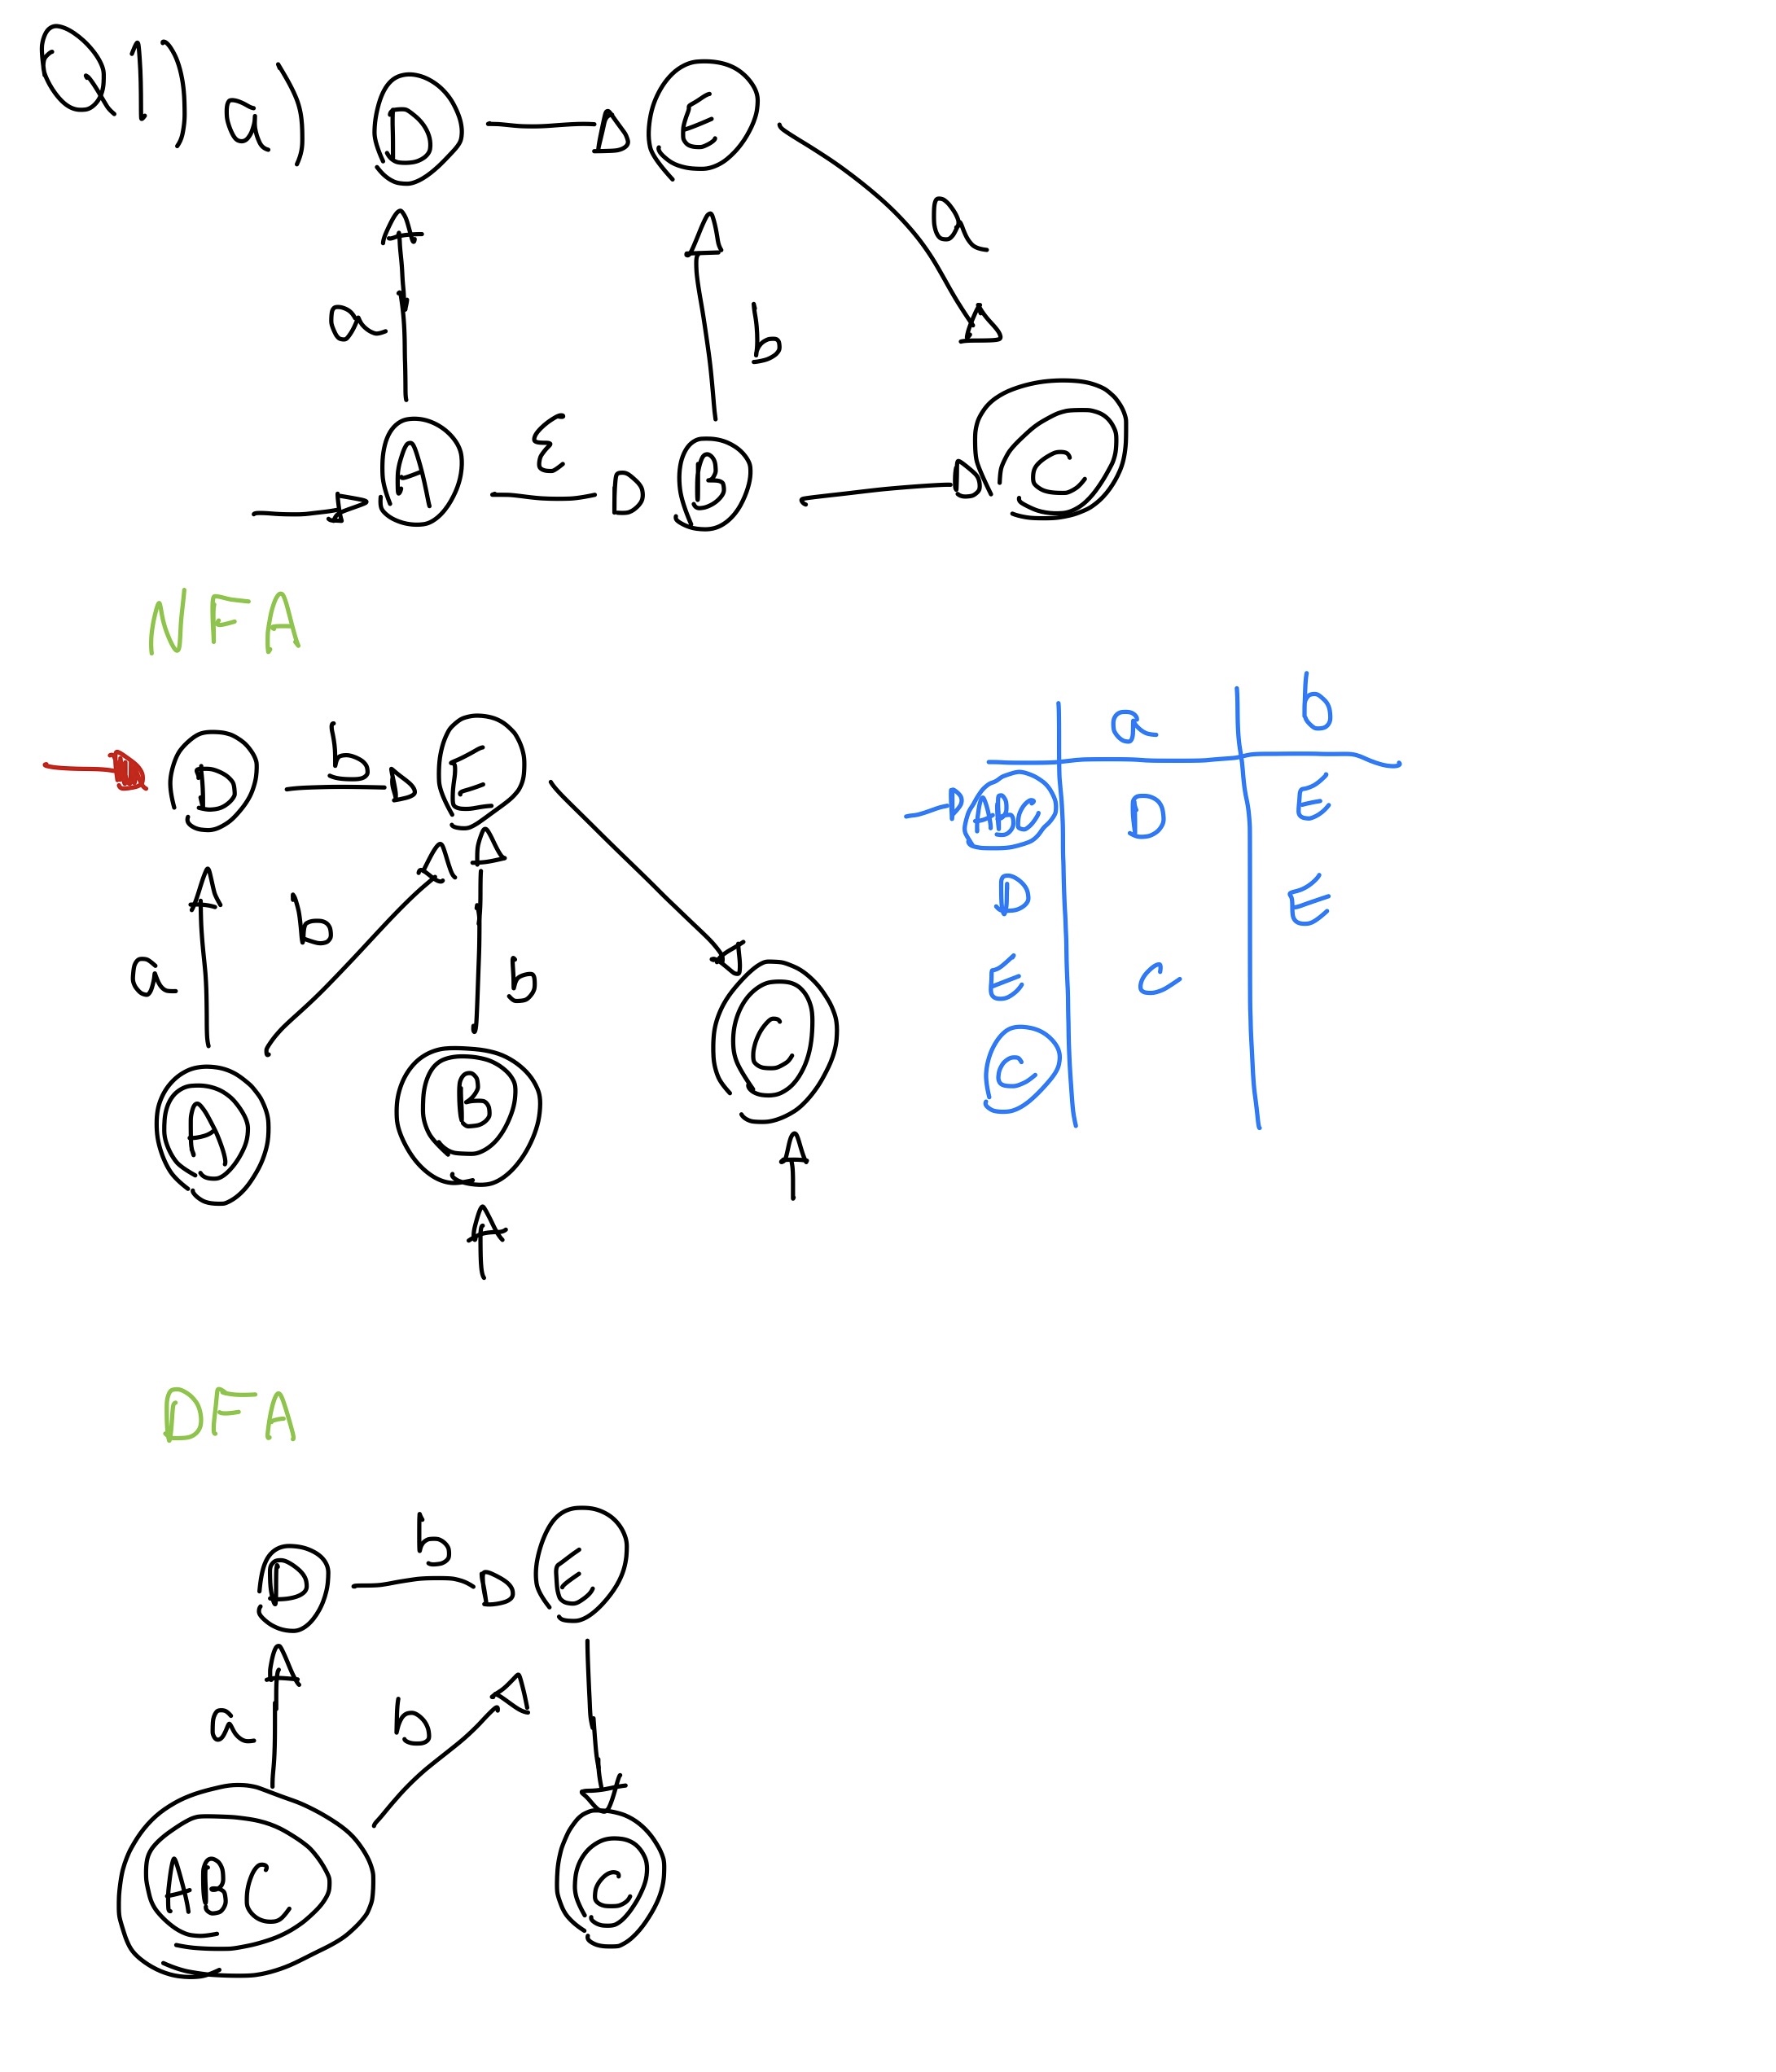 Q1) a)
D E
a
a b
ε
A B C
NFA
a b
D b E
ABC D E
D E
b
a b
E C
C
A B C
DFA
b
D E
a b
ABC C